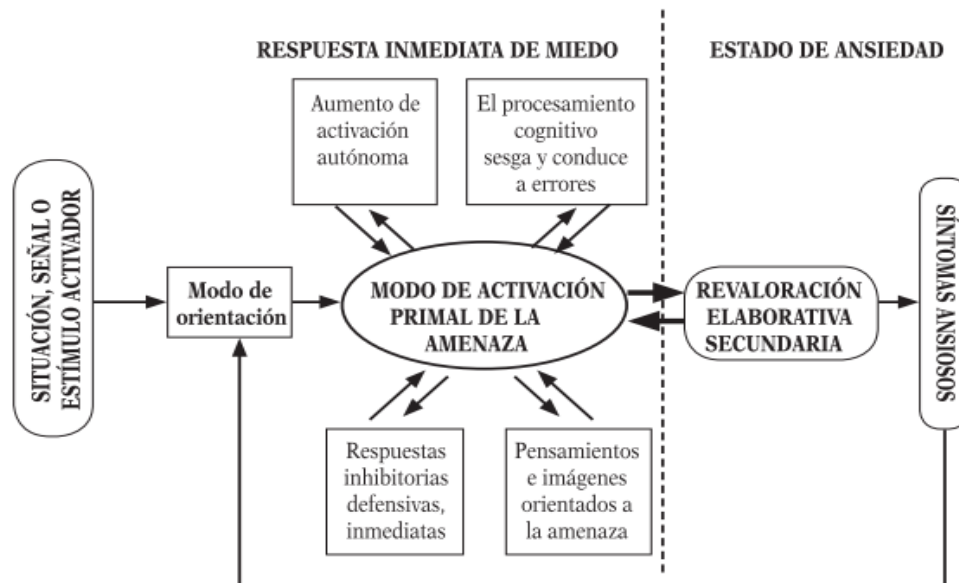 RESPUESTA INMEDIATA DE MIEDO
ESTADO DE ANSIEDAD
Aumento de
activación
autónoma
El procesamiento
cognitivo
sesga y conduce
a errores
SITUACIÓN, SEÑAL O
ESTÍMULO ACTIVADOR
Modo de
orientación
MODO DE ACTIVACIÓN
PRIMAL DE LA
AMENAZA
REVALORACIÓN
ELABORATIVA
SECUNDARIA
SÍNTOMAS ANSIOSOS
Respuestas
inhibitorias
defensivas,
inmediatas
Pensamientos
e imágenes
orientados a
la amenaza